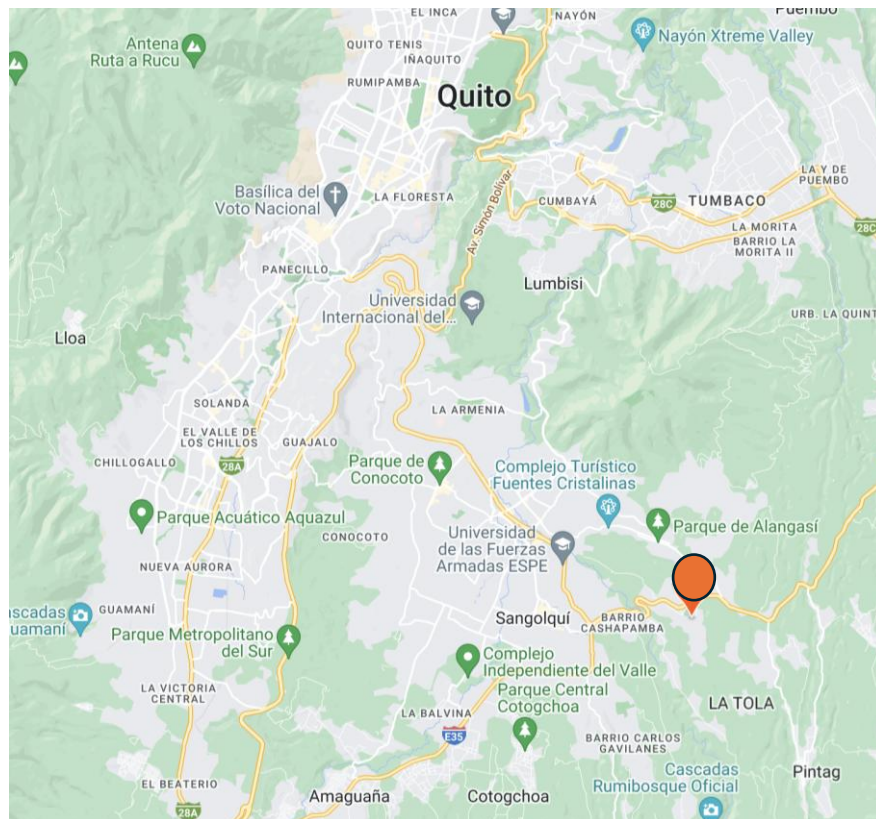 EL INCA
NAYÓN
Puembo
Antena
Ruta a Rucu
QUITO TENIS
Nayón Xtreme Valley
IÑAQUITO
RUMIPAMBA
Quito
LA Y DE
PUEMBO
Basílica del
Voto Nacional
LA FLORESTA
Av. Simón Bolívar
CUMBAYÁ
28C
TUMBACO
LA MORITA
BARRIO LA
MORITA II
28C
PANECILLO
Lumbisi
Universidad
Internacional del...
URB. LA QUINT
Lloa
SOLANDA
LA ARMENIA
EL VALLE DE
LOS CHILLOS
GUAJALO
CHILLOGALLO
28A
Parque de
Conocoto
Complejo Turístico
Fuentes Cristalinas
Parque Acuático Aquazul
Parque de Alangasí
CONOCOTO
Universidad
de las Fuerzas
Armadas ESPE
NUEVA AURORA
Cascadas
uamaní
GUAMANÍ
Sangolquí
BARRIO
CASHAPAMBA
Parque Metropolitano
del Sur
Complejo
Independiente del Valle
Parque Central
Cotogchoa
LA VICTORIA
CENTRAL
LA BALVINA
LA TOLA
E35
BARRIO CARLOS
GAVILANES
Pintag
EL BEATERIO
Cascadas
Rumibosque Oficial
Amaguaña
Cotogchoa
28A